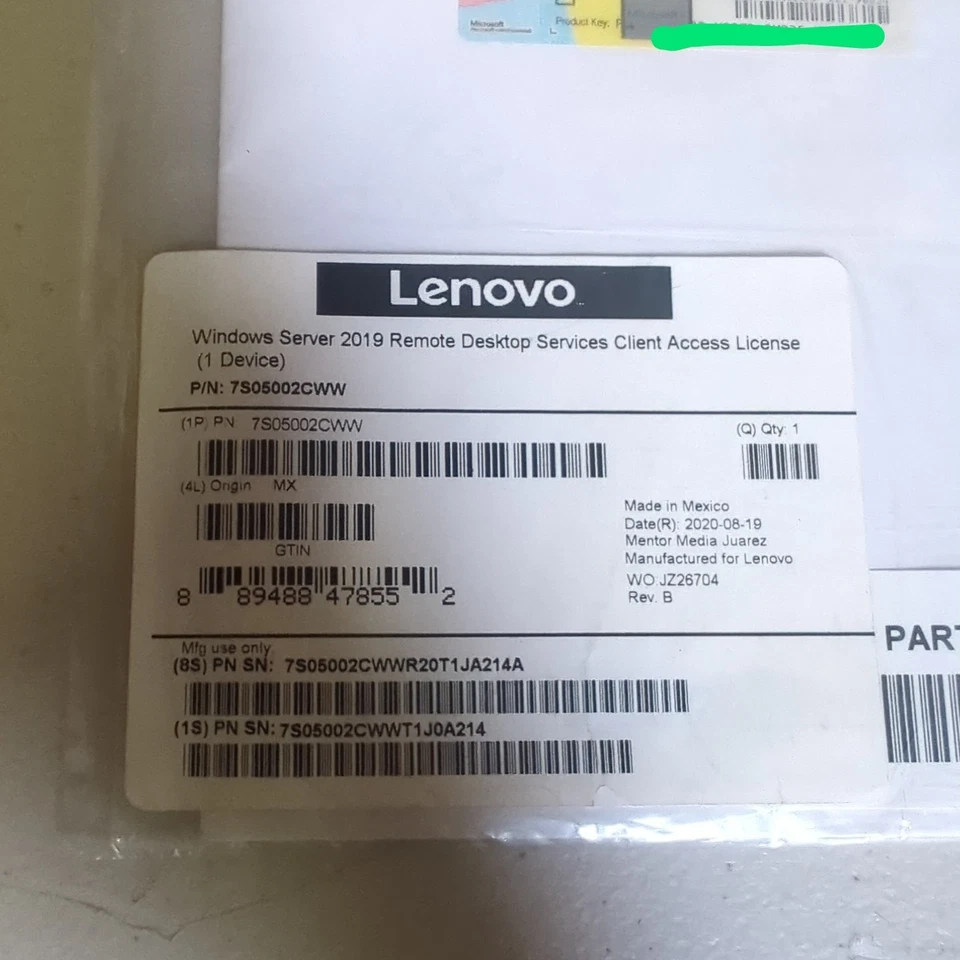 Microsoft
Product Key:
Lenovo
Windows Server 2019 Remote Desktop Services Client Access License
(1 Device)
P/N: 7S05002CWW
(1P) PN 7S05002CWW
(Q) Qty: 1
(4L) Origin MX
Made in Mexico
Date(R): 2020-08-19
Mentor Media Juarez
Manufactured for Lenovo
WO:JZ26704
Rev. B
GTIN
8 89488 47855 2
Mfg use only:
(8S) PN SN: 7S05002CWWR20T1JA214A
(1S) PN SN: 7S05002CWWT1J0A214
PART